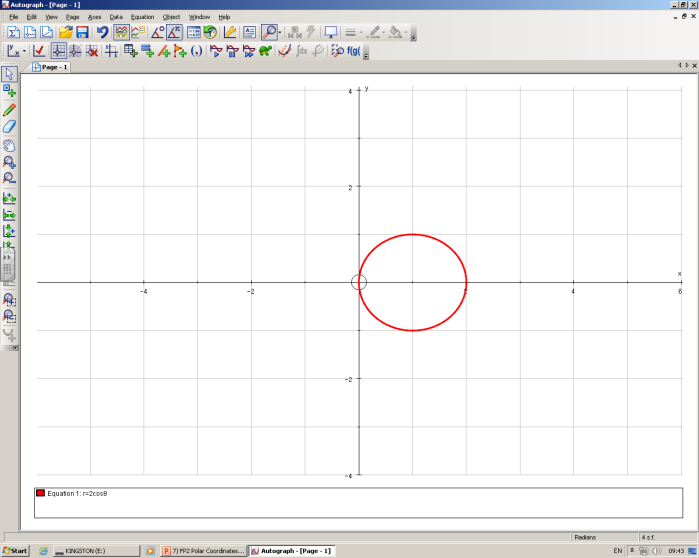 Autograph - [Page - 1]
File Edit View Page Axes Data Equation Object Window Help
f(g(
Page - 1
4 y
2
x
-4 -2 4 6
-2
-4
Equation 1: r=2cosθ
Radians 4 s.f.
Start KINGSTON (E:) 7) FP2 Polar Coordinates... Autograph - [Page - 1] EN 09:43